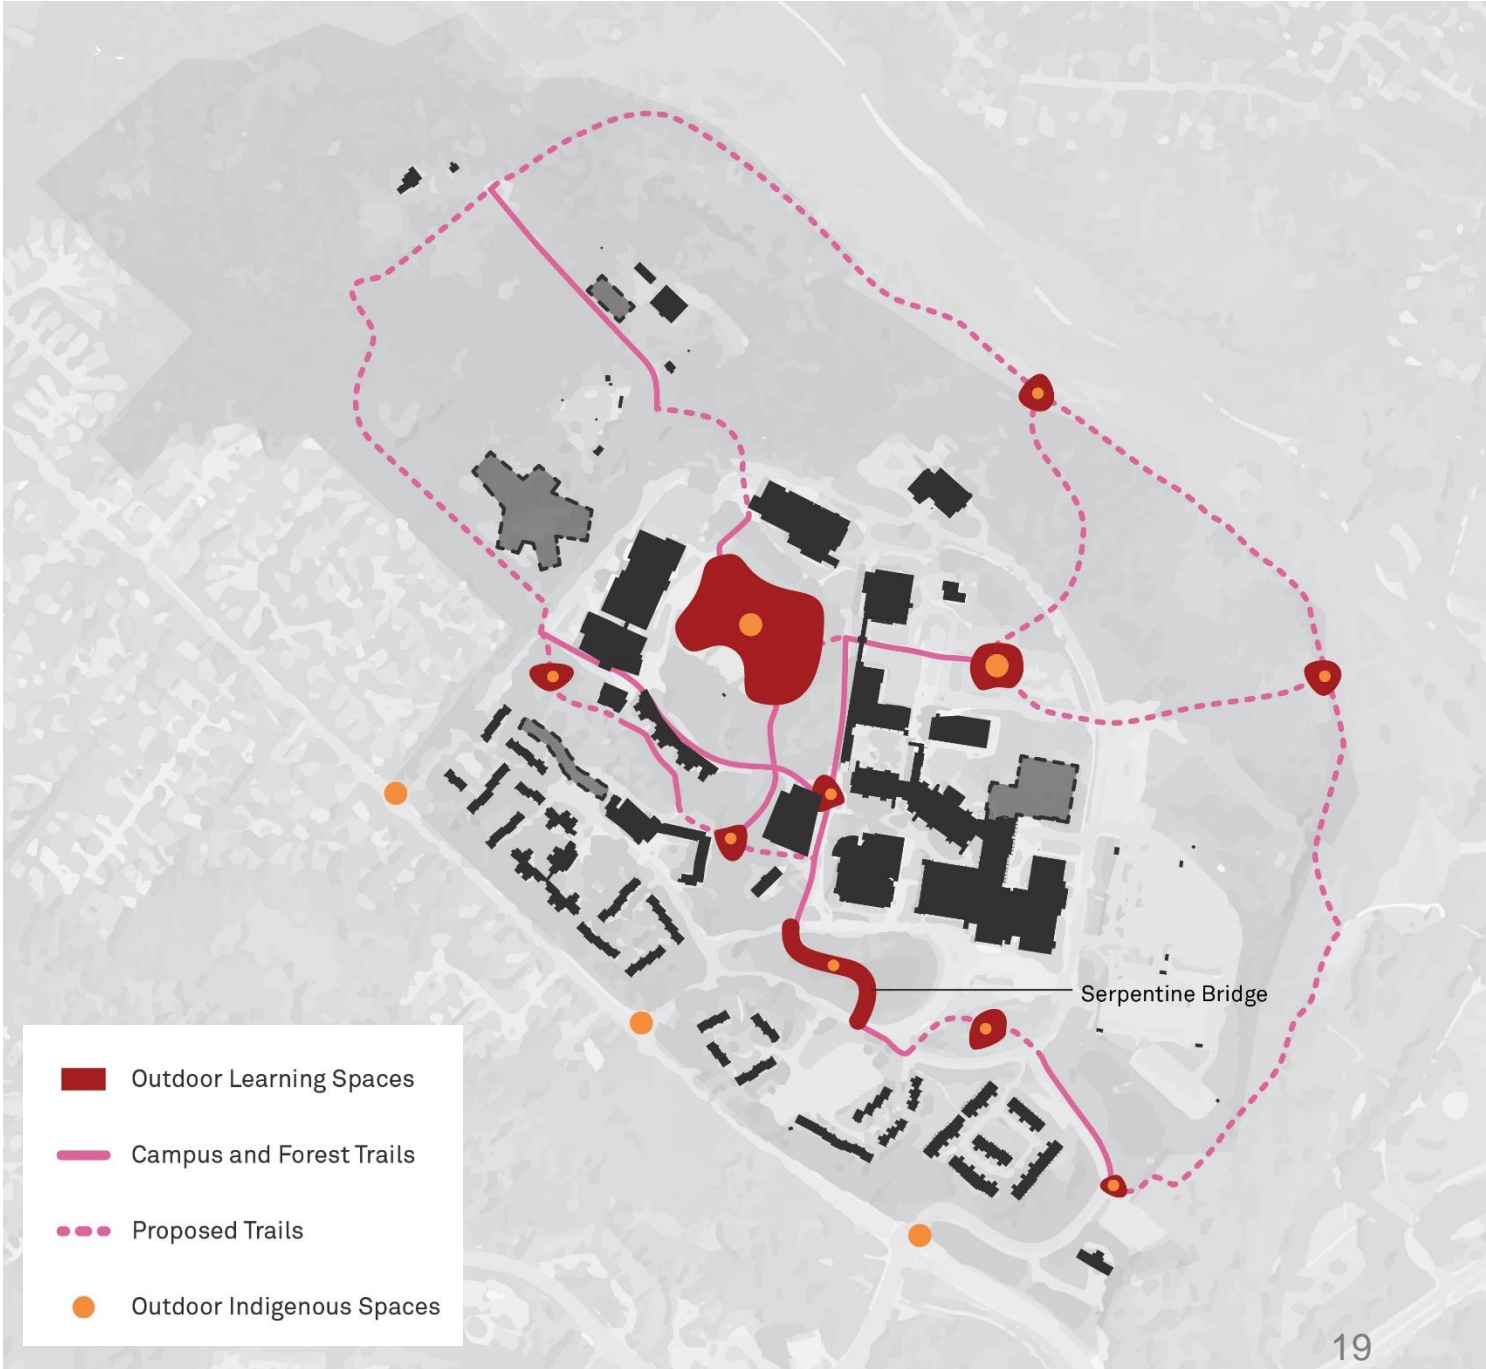 Serpentine Bridge
Outdoor Learning Spaces
Campus and Forest Trails
Proposed Trails
Outdoor Indigenous Spaces
19